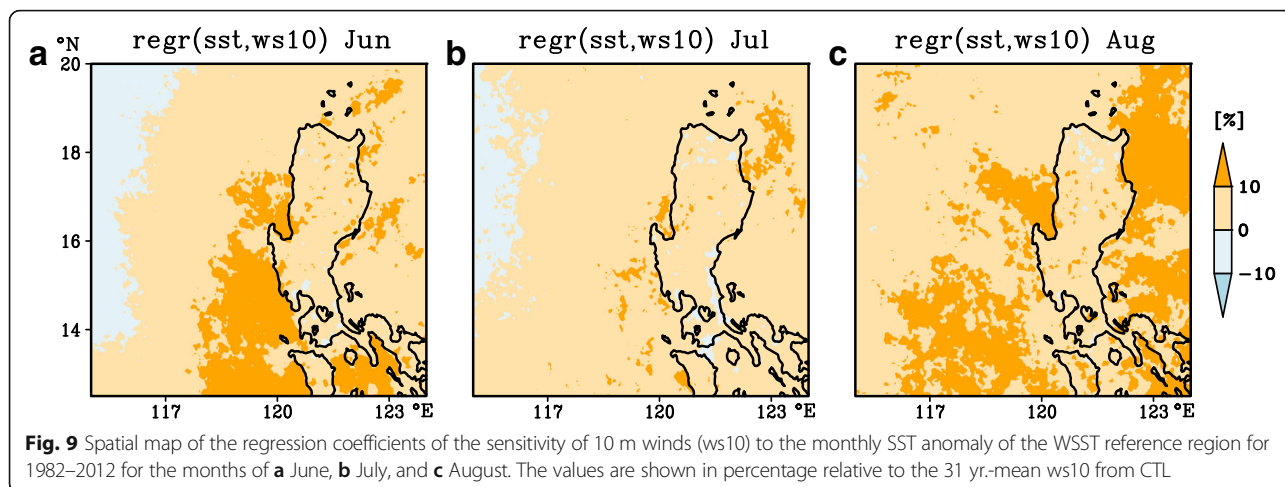 a °N regr(sst,ws10) Jun
b regr(sst,ws10) Jul
c regr(sst,ws10) Aug
20
18
16
14
117 120 123 °E
117 120 123 °E
117 120 123 °E
[%]
10
0
−10
Fig. 9 Spatial map of the regression coefficients of the sensitivity of 10 m winds (ws10) to the monthly SST anomaly of the WSST reference region for
1982–2012 for the months of a June, b July, and c August. The values are shown in percentage relative to the 31 yr.-mean ws10 from CTL